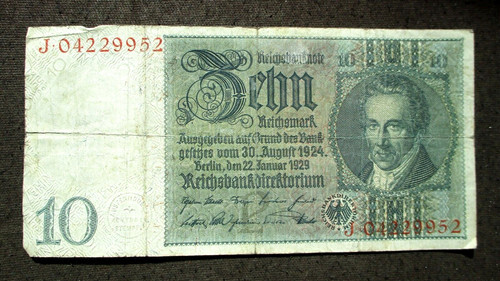 J·04229952
Reichsbanknote
10 10
Zehn
Reichsmark
Ausgegeben auf Grund des Bank-
gesetzes vom 30. August 1924.
Berlin, den 22. Januar 1929
Reichsbankdirektorium
10
J·04229952